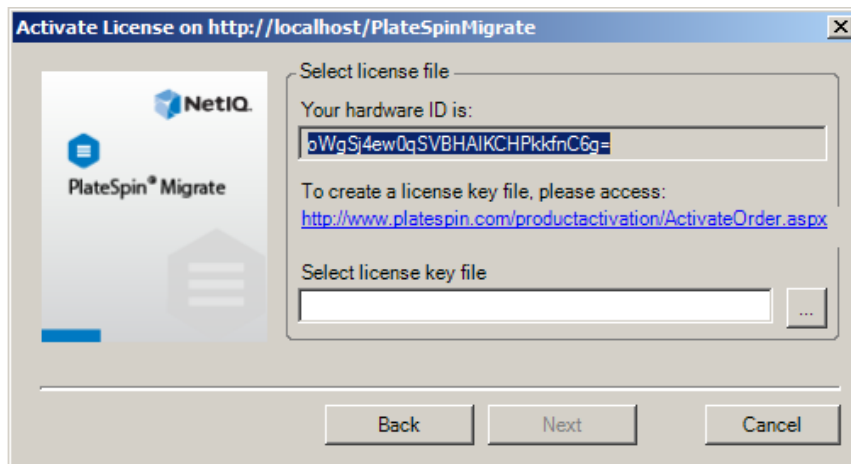 Activate License on http://localhost/PlateSpinMigrate
NetIQ.
PlateSpin® Migrate
Select license file
Your hardware ID is:
oWgSj4ew0qSVBHAIKCHPkkfnC6g=
To create a license key file, please access:
http://www.platespin.com/productactivation/ActivateOrder.aspx
Select license key file
...
Back
Next
Cancel